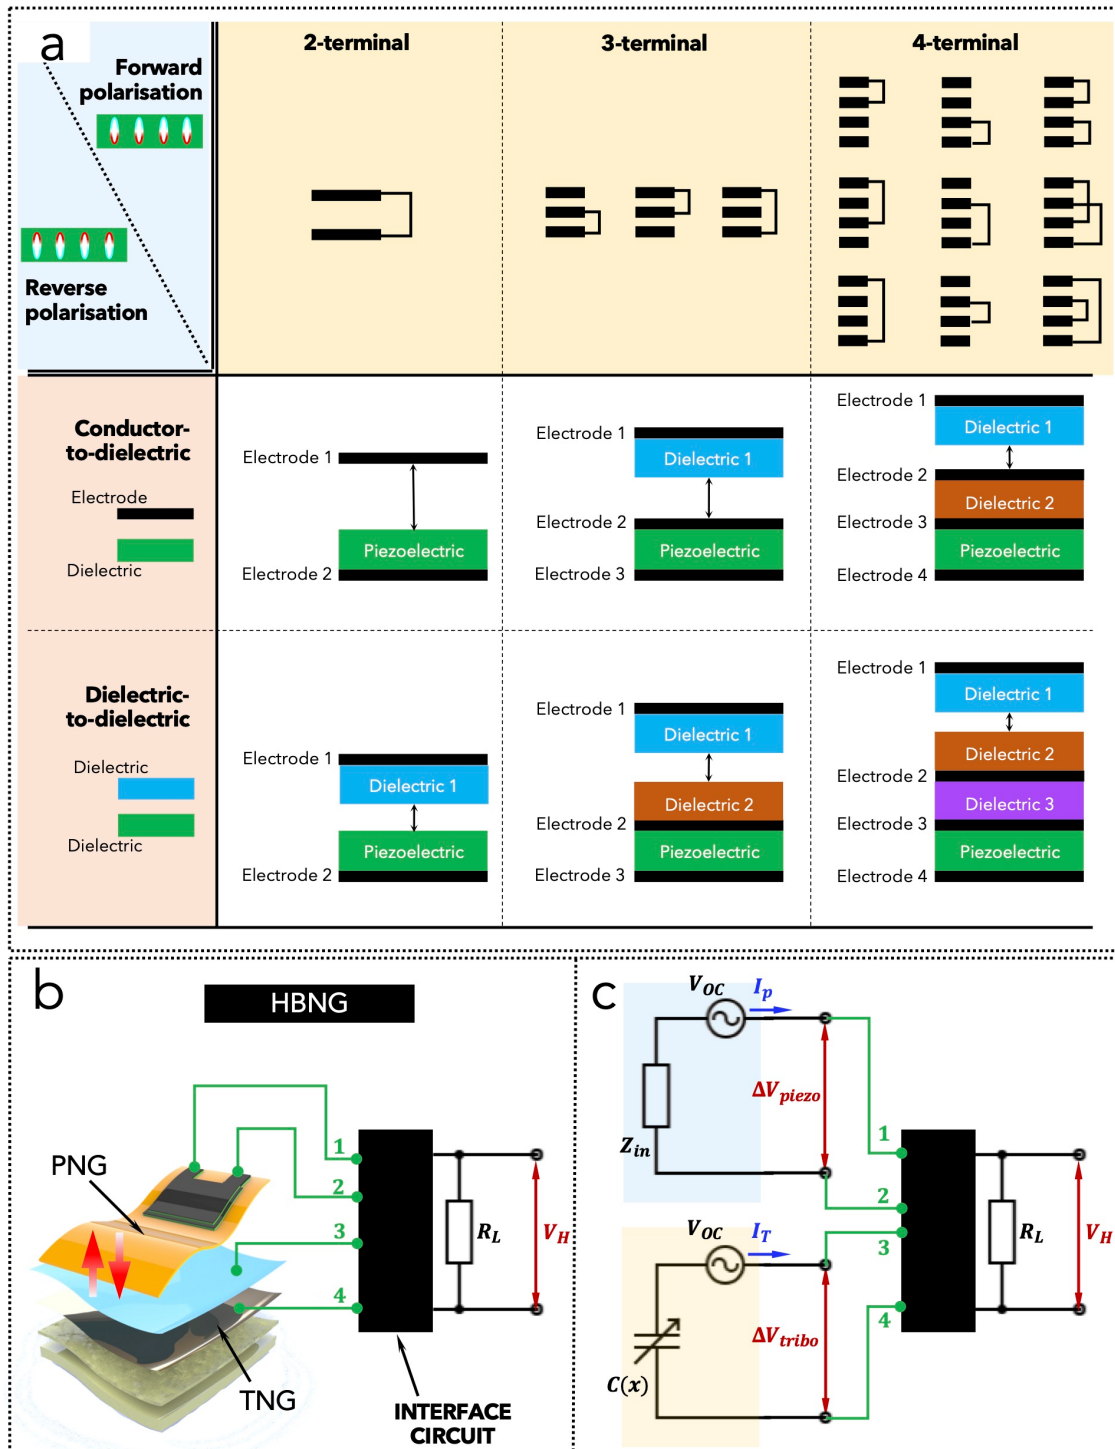 a
Forward
polarisation
Reverse
polarisation
2-terminal
3-terminal
4-terminal
Conductor-
to-dielectric
Electrode
Dielectric
Electrode 1
Piezoelectric
Electrode 2
Electrode 1
Dielectric 1
Electrode 2
Piezoelectric
Electrode 3
Electrode 1
Dielectric 1
Electrode 2
Dielectric 2
Electrode 3
Piezoelectric
Electrode 4
Dielectric-
to-dielectric
Dielectric
Dielectric
Electrode 1
Dielectric 1
Piezoelectric
Electrode 2
Electrode 1
Dielectric 1
Dielectric 2
Electrode 2
Piezoelectric
Electrode 3
Electrode 1
Dielectric 1
Dielectric 2
Electrode 2
Dielectric 3
Electrode 3
Piezoelectric
Electrode 4
b
HBNG
PNG
1
2
3
4
R_L
V_H
TNG
INTERFACE
CIRCUIT
c
V_OC
I_p
ΔV_piezo
Z_in
1
2
V_OC
I_T
3
4
ΔV_tribo
C(x)
R_L
V_H